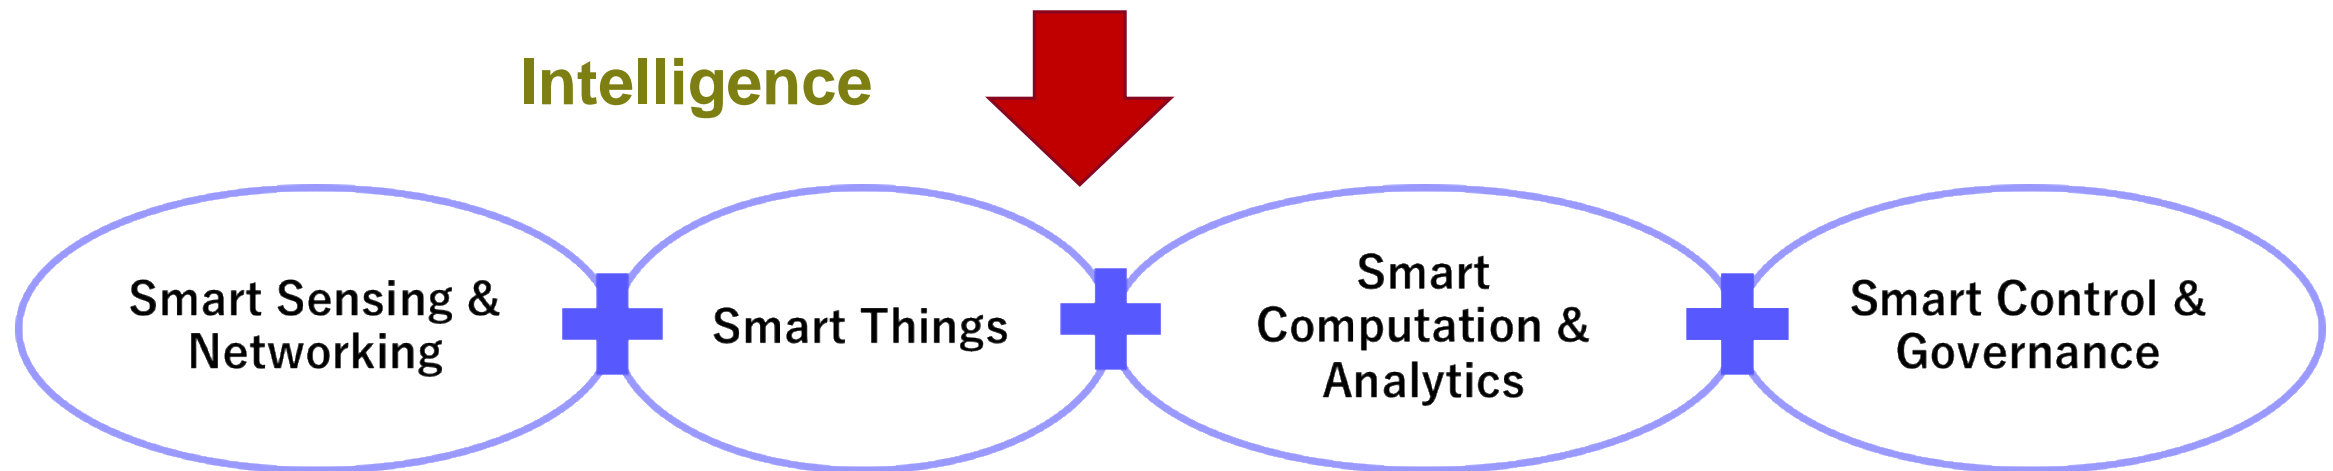 Intelligence
Smart Sensing &
Networking
Smart Things
Smart
Computation &
Analytics
Smart Control &
Governance